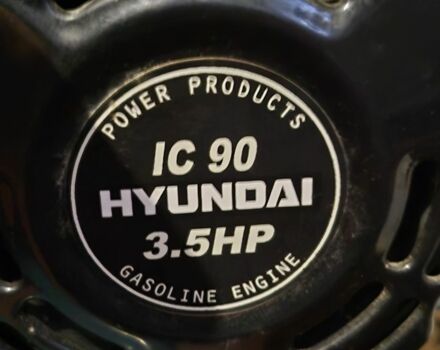 POWER PRODUCTS
IC 90
HYUNDAI
3.5HP
GASOLINE ENGINE